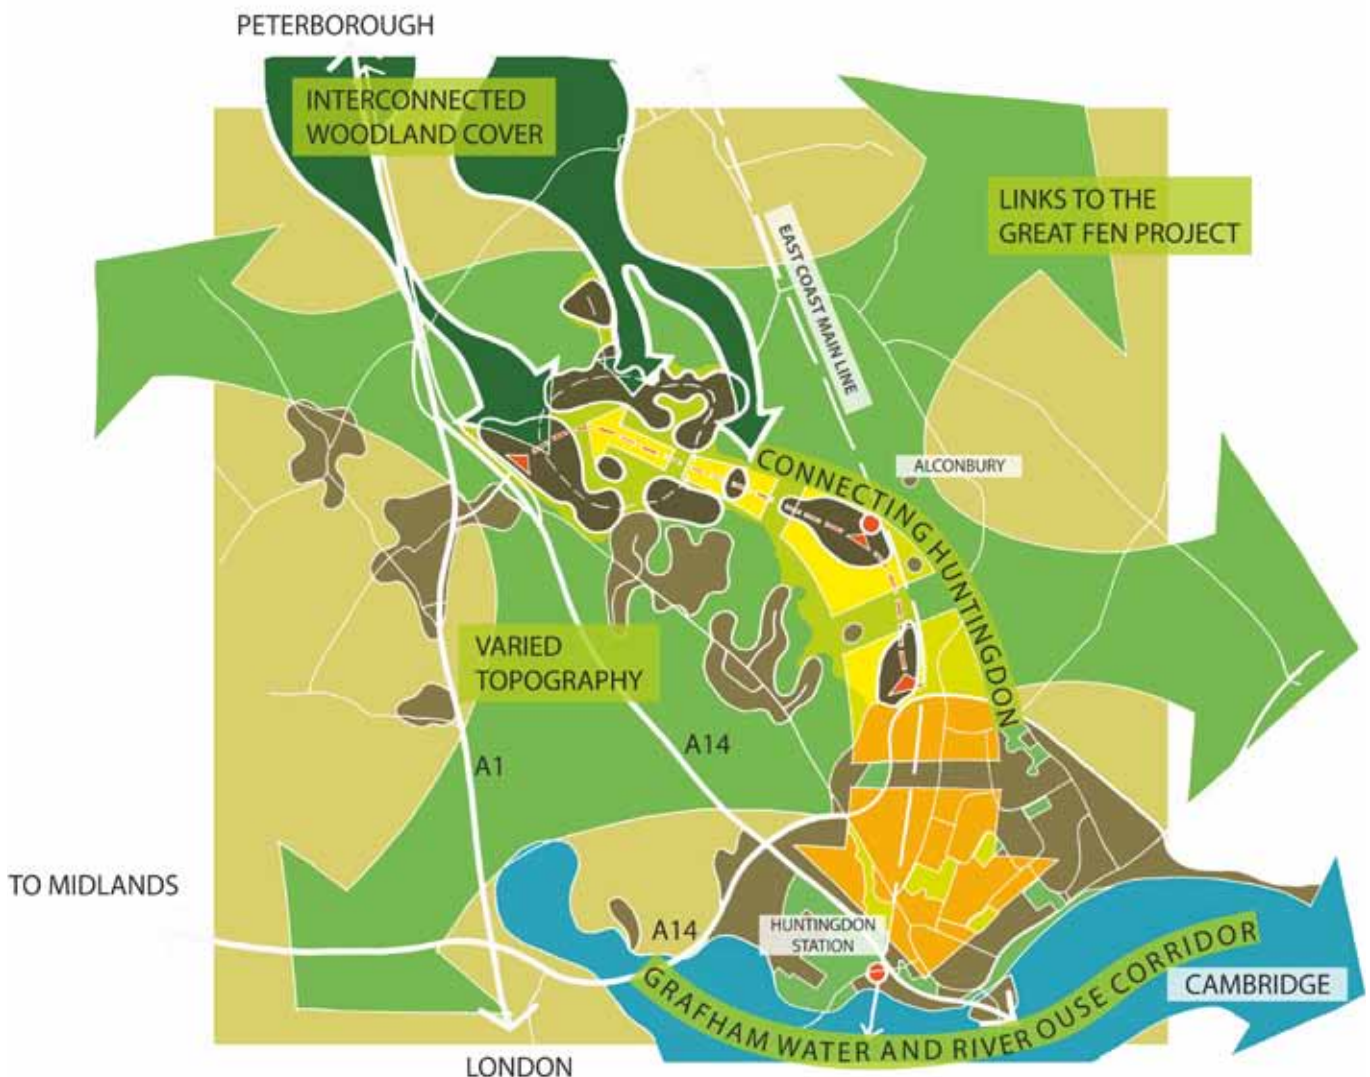 PETERBOROUGH
INTERCONNECTED
WOODLAND COVER
LINKS TO THE
GREAT FEN PROJECT
EAST COAST MAIN LINE
ALCONBURY
CONNECTING HUNTINGDON
VARIED
TOPOGRAPHY
A14
A1
TO MIDLANDS
HUNTINGDON
STATION
A14
GRAFHAM WATER AND RIVER OUSE CORRIDOR
CAMBRIDGE
LONDON